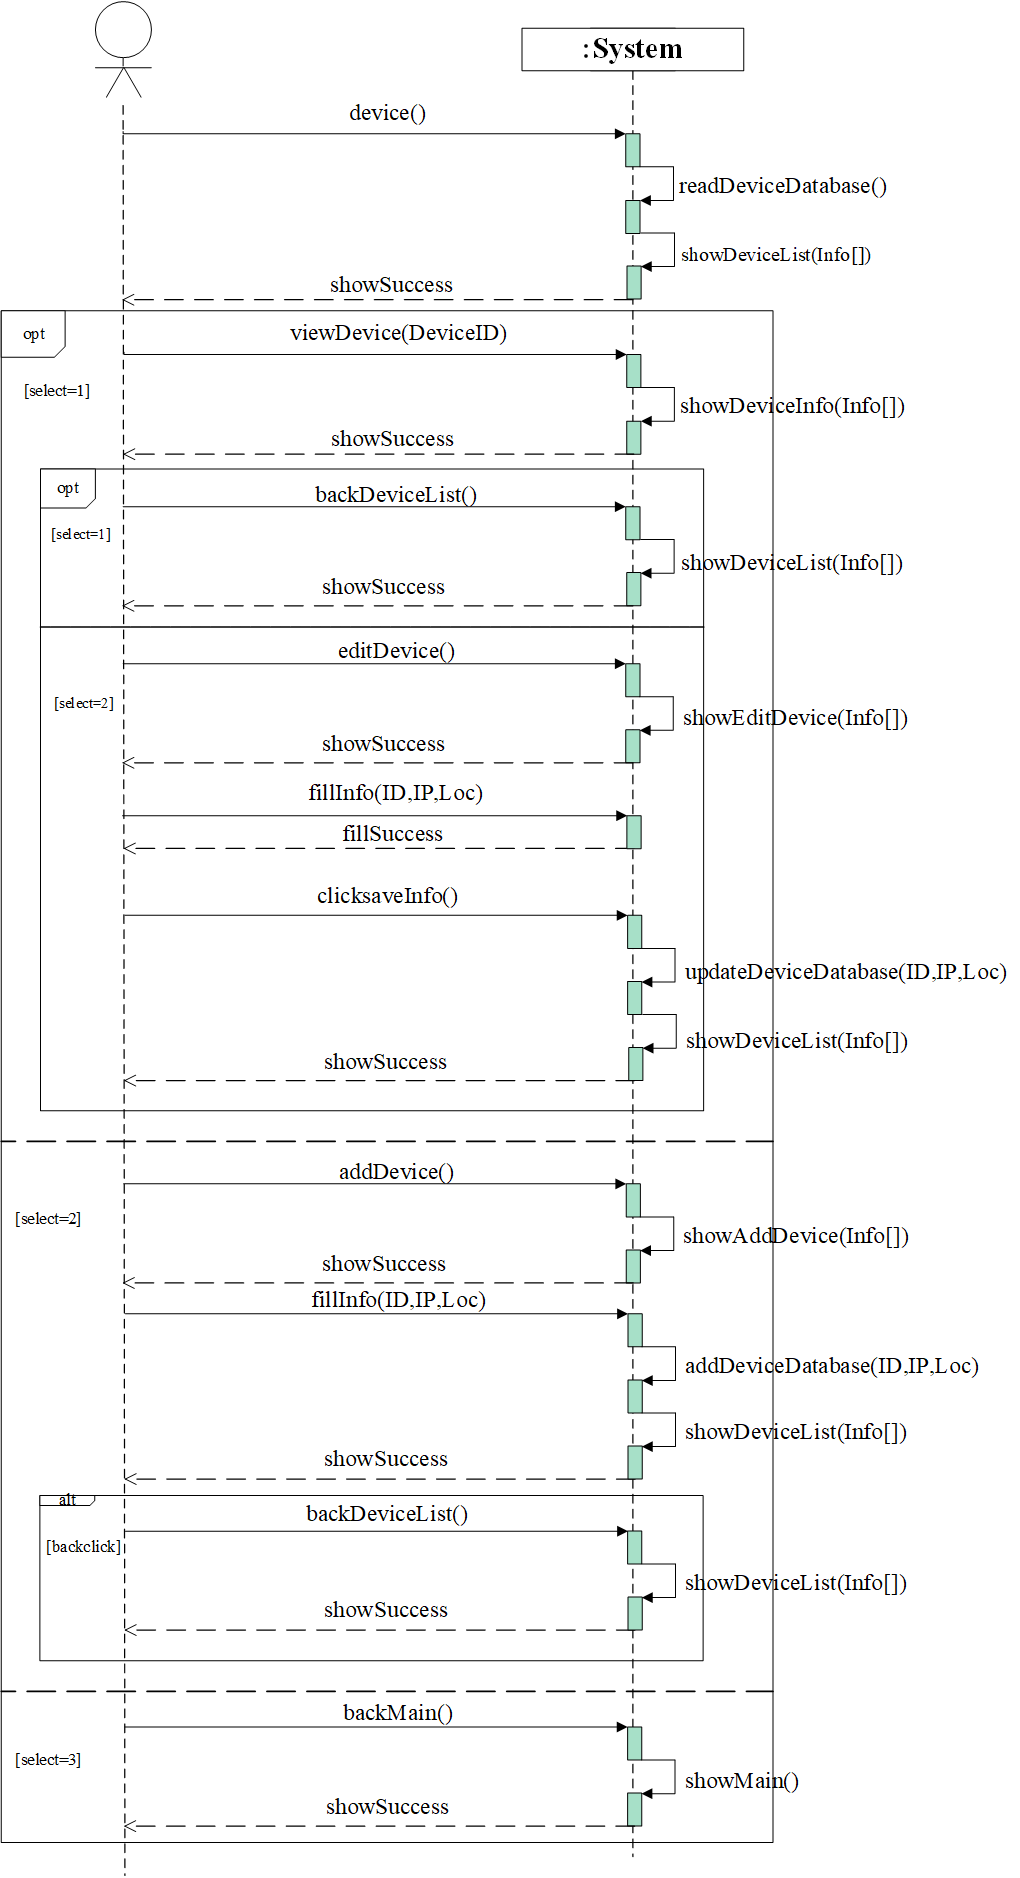 :System
device()
readDeviceDatabase()
showDeviceList(Info[])
showSuccess
opt
viewDevice(DeviceID)
[select=1]
showDeviceInfo(Info[])
showSuccess
opt
backDeviceList()
[select=1]
showDeviceList(Info[])
showSuccess
editDevice()
[select=2]
showEditDevice(Info[])
showSuccess
fillInfo(ID,IP,Loc)
fillSuccess
clicksaveInfo()
updateDeviceDatabase(ID,IP,Loc)
showDeviceList(Info[])
showSuccess
addDevice()
[select=2]
showAddDevice(Info[])
showSuccess
fillInfo(ID,IP,Loc)
addDeviceDatabase(ID,IP,Loc)
showDeviceList(Info[])
showSuccess
alt
backDeviceList()
[backclick]
showDeviceList(Info[])
showSuccess
backMain()
[select=3]
showMain()
showSuccess